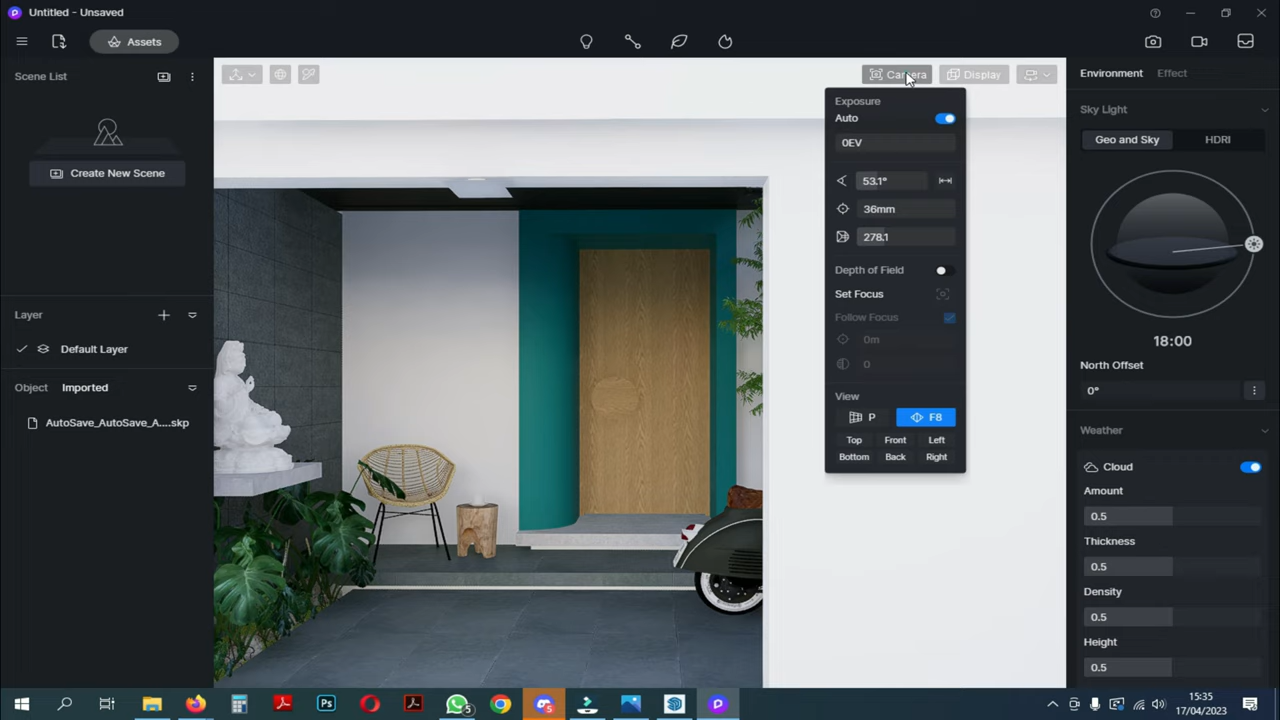 Untitled - Unsaved
Assets
Scene List
Create New Scene
Layer
Default Layer
Object Imported
AutoSave_AutoSave_A....skp
Camera
Display
Exposure
Auto
0EV
53.1°
36mm
278.1
Depth of Field
Set Focus
Follow Focus
0m
0
View
P
F8
Top Front Left
Bottom Back Right
Environment Effect
Sky Light
Geo and Sky HDRI
18:00
North Offset
0°
Weather
Cloud
Amount
0.5
Thickness
0.5
Density
0.5
Height
0.5
Ps
5
5
15:35
17/04/2023